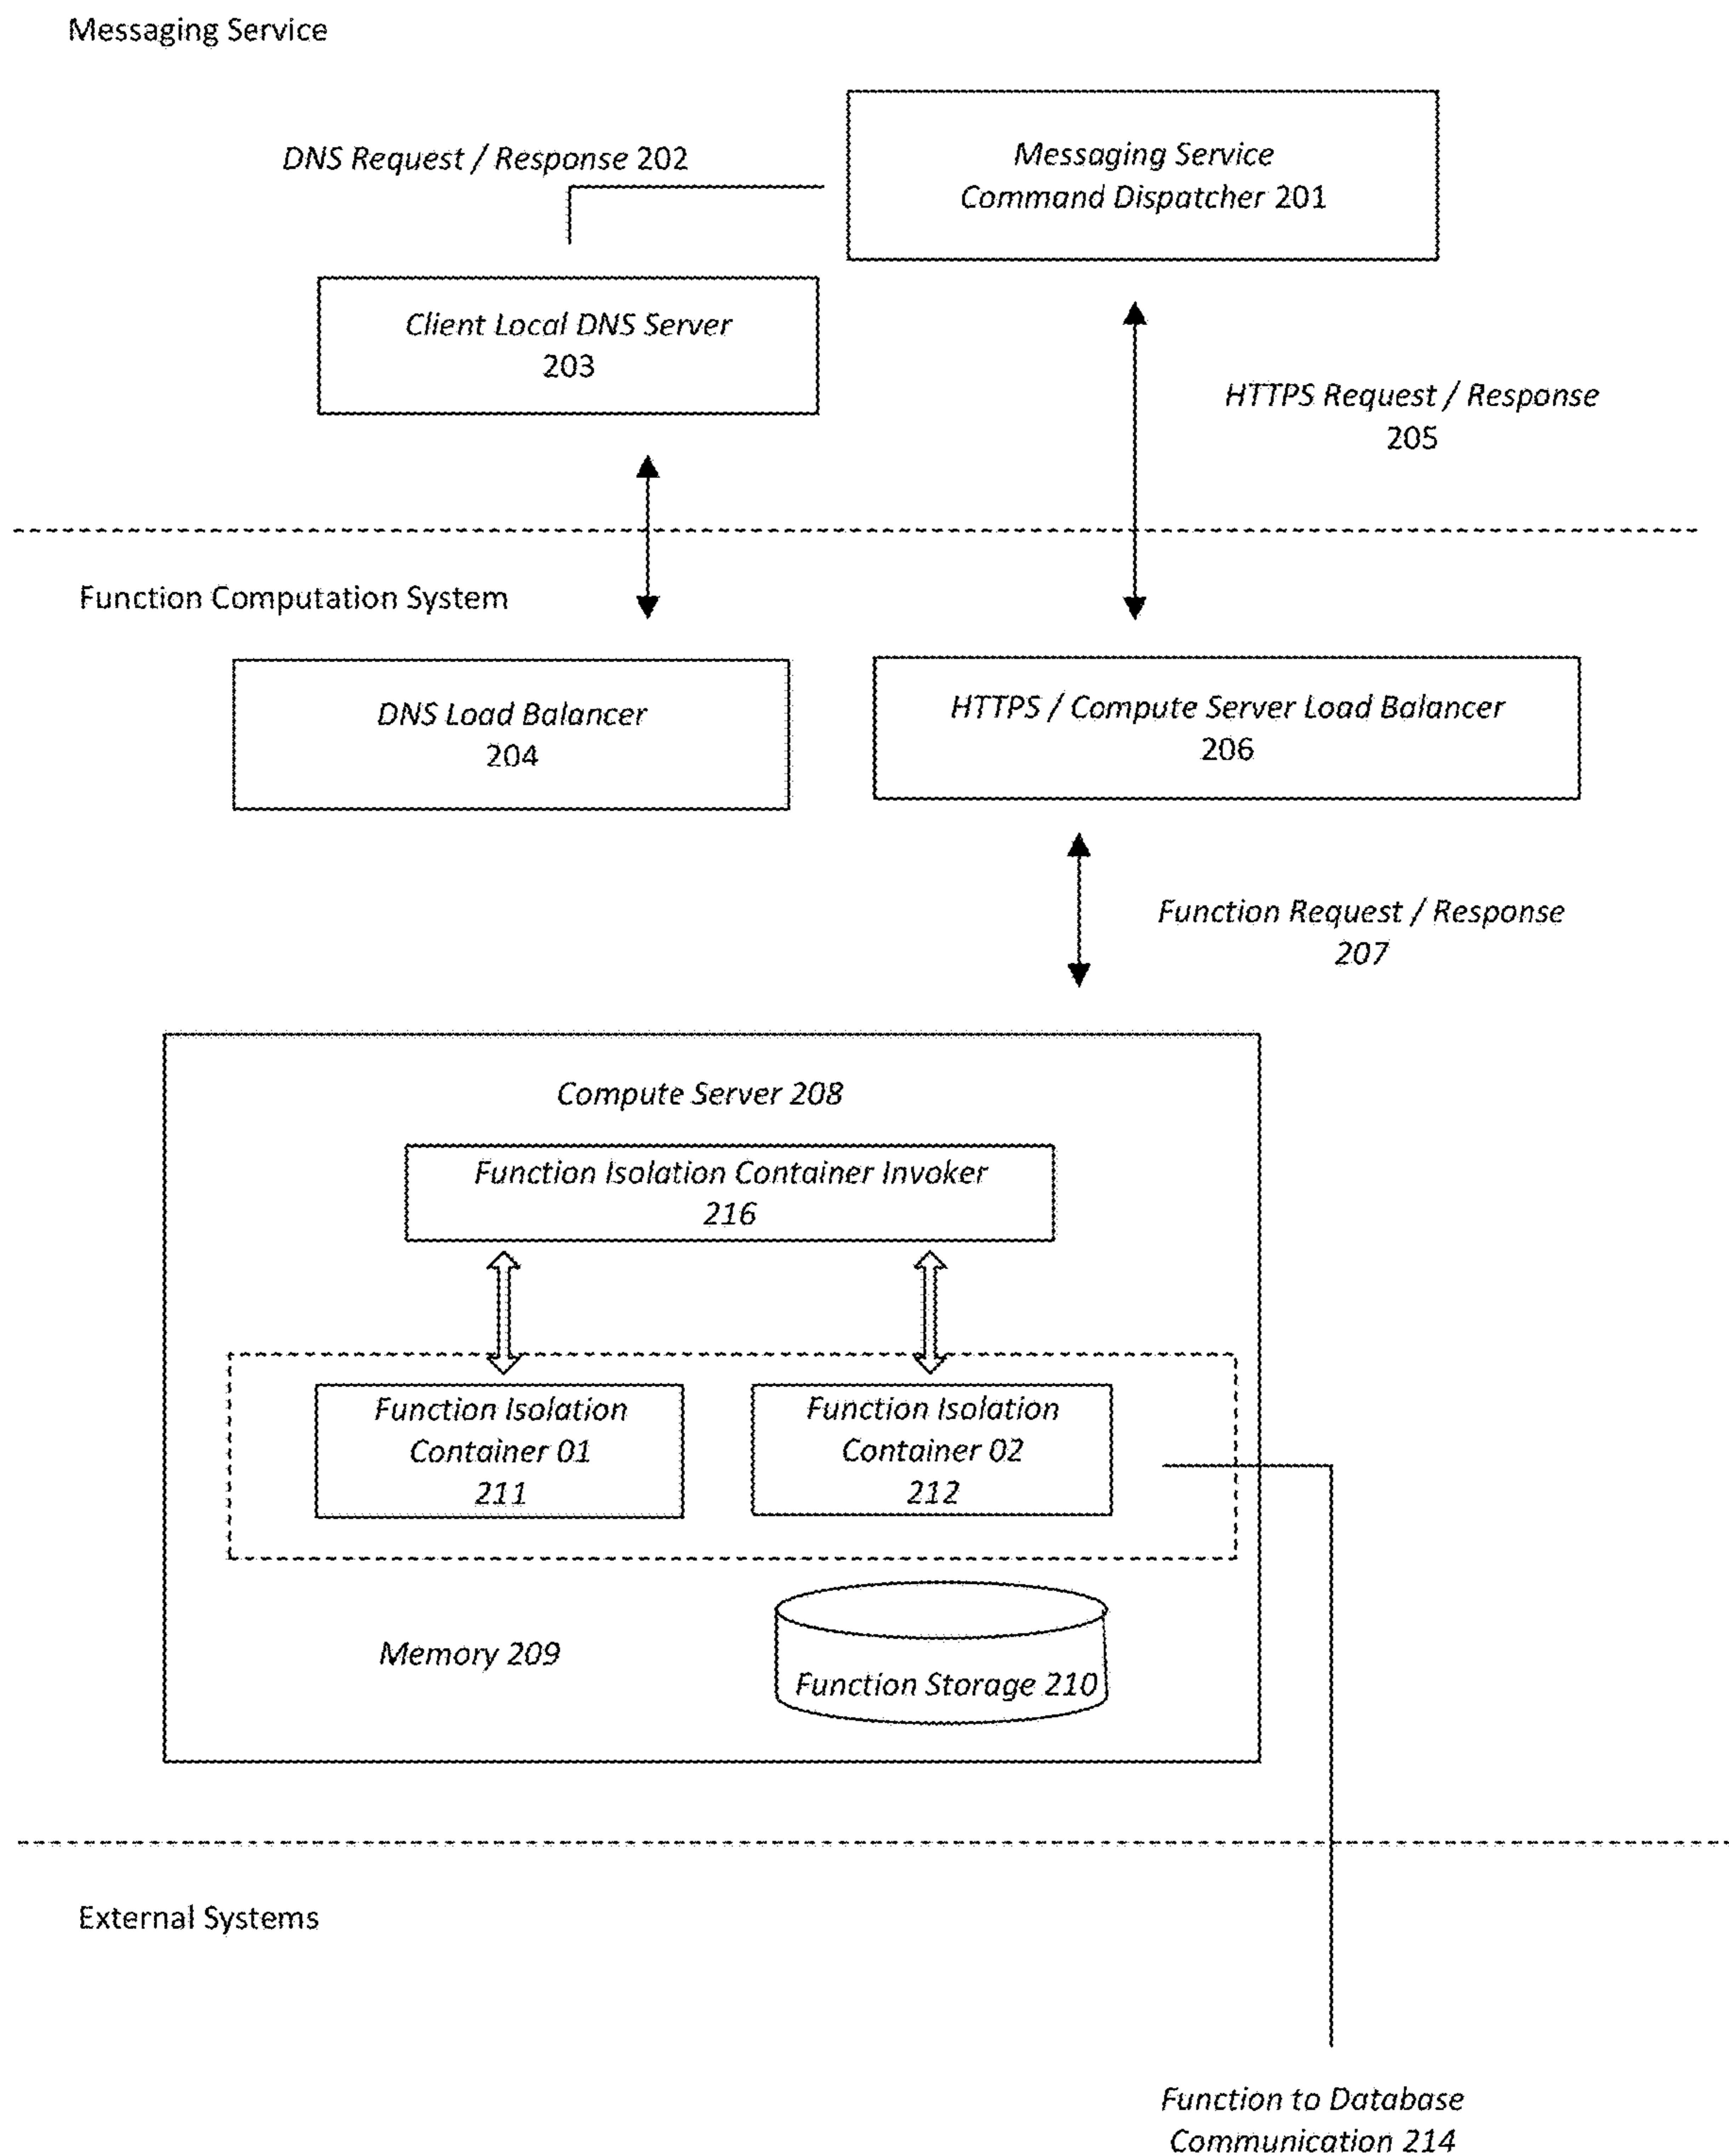 Messaging Service
DNS Request / Response 202
Messaging Service
Command Dispatcher 201
Client Local DNS Server
203
HTTPS Request / Response
205
Function Computation System
DNS Load Balancer
204
HTTPS / Compute Server Load Balancer
206
Function Request / Response
207
Compute Server 208
Function Isolation Container Invoker
216
Function Isolation
Container 01
211
Function Isolation
Container 02
212
Memory 209
Function Storage 210
External Systems
Function to Database
Communication 214